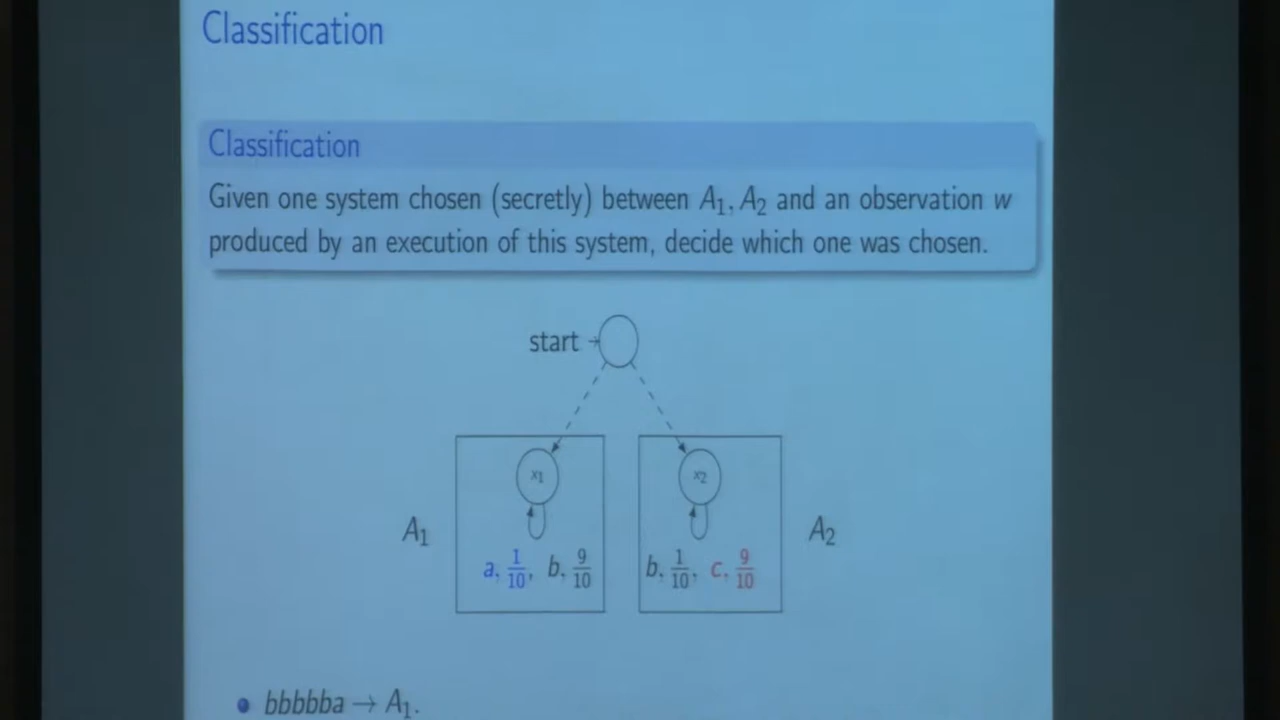 Classification
Classification
Given one system chosen (secretly) between A₁, A₂ and an observation w
produced by an execution of this system, decide which one was chosen.
start
x₁ x₂
A₁ A₂
a, 1/10, b, 9/10 b, 1/10, c, 9/10
bbbbba → A₁.